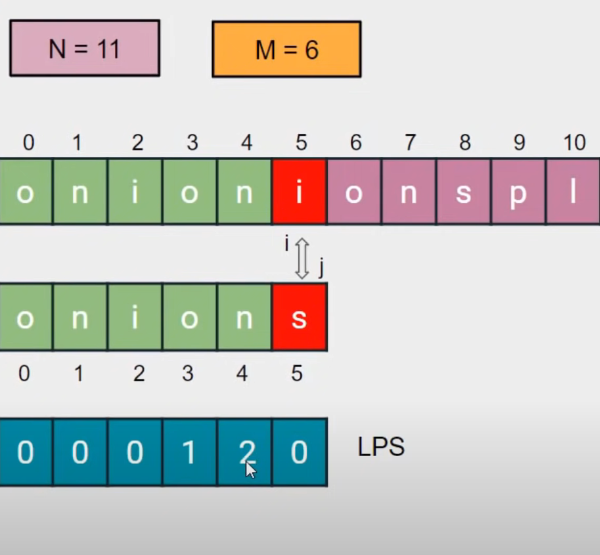 N = 11 M = 6
0 1 2 3 4 5 6 7 8 9 10
o n i o n i o n s p l
i
j
o n i o n s
0 1 2 3 4 5
0 0 0 1 2 0 LPS